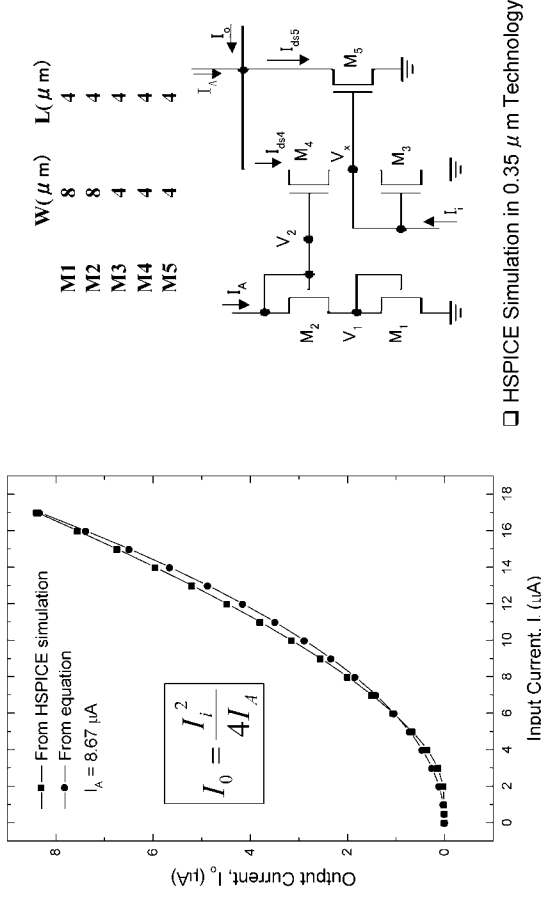 From HSPICE simulation
From equation
I_A = 8.67 μA
I_0 = I_i^2 / 4I_A
Output Current, I_o (μA)
0 2 4 6 8
0 2 4 6 8 10 12 14 16 18
Input Current, I_i (μA)
W(μm) L(μm)
M1 8 4
M2 8 4
M3 4 4
M4 4 4
M5 4 4
I_A
I_A
I_o
I_ds4
I_ds5
V_2
M_2
M_4
M_5
V_1
V_x
M_1
M_3
I_i
❑ HSPICE Simulation in 0.35 μm Technology